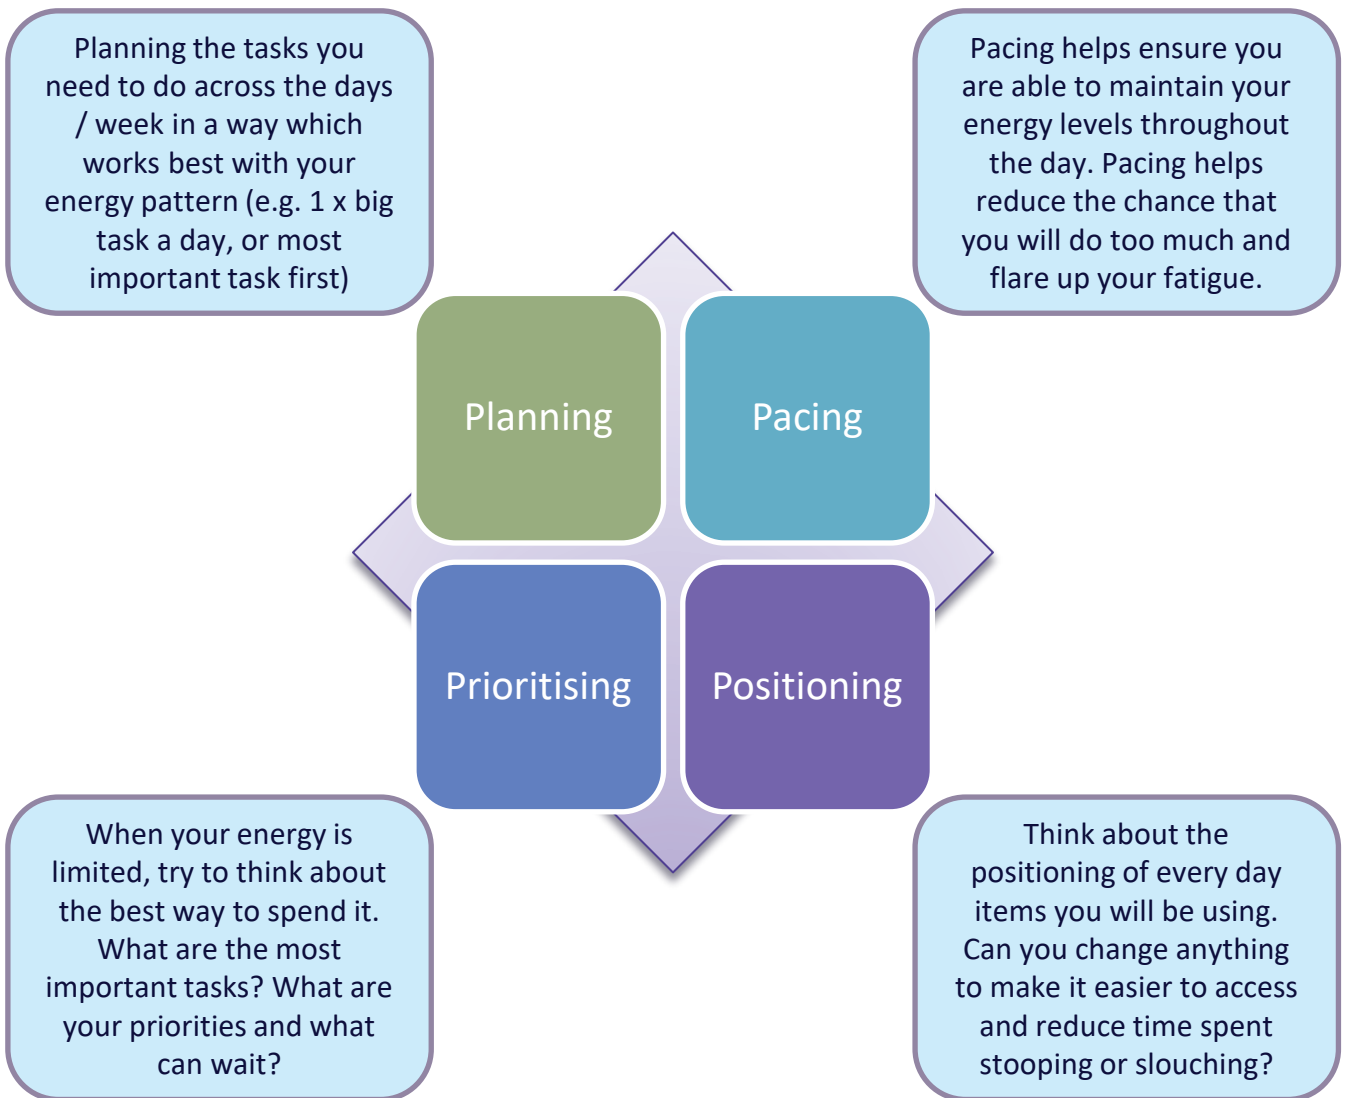 Planning the tasks you
need to do across the days
/ week in a way which
works best with your
energy pattern (e.g. 1 x big
task a day, or most
important task first)
Pacing helps ensure you
are able to maintain your
energy levels throughout
the day. Pacing helps
reduce the chance that
you will do too much and
flare up your fatigue.
Planning
Pacing
Prioritising
Positioning
When your energy is
limited, try to think about
the best way to spend it.
What are the most
important tasks? What are
your priorities and what
can wait?
Think about the
positioning of every day
items you will be using.
Can you change anything
to make it easier to access
and reduce time spent
stooping or slouching?